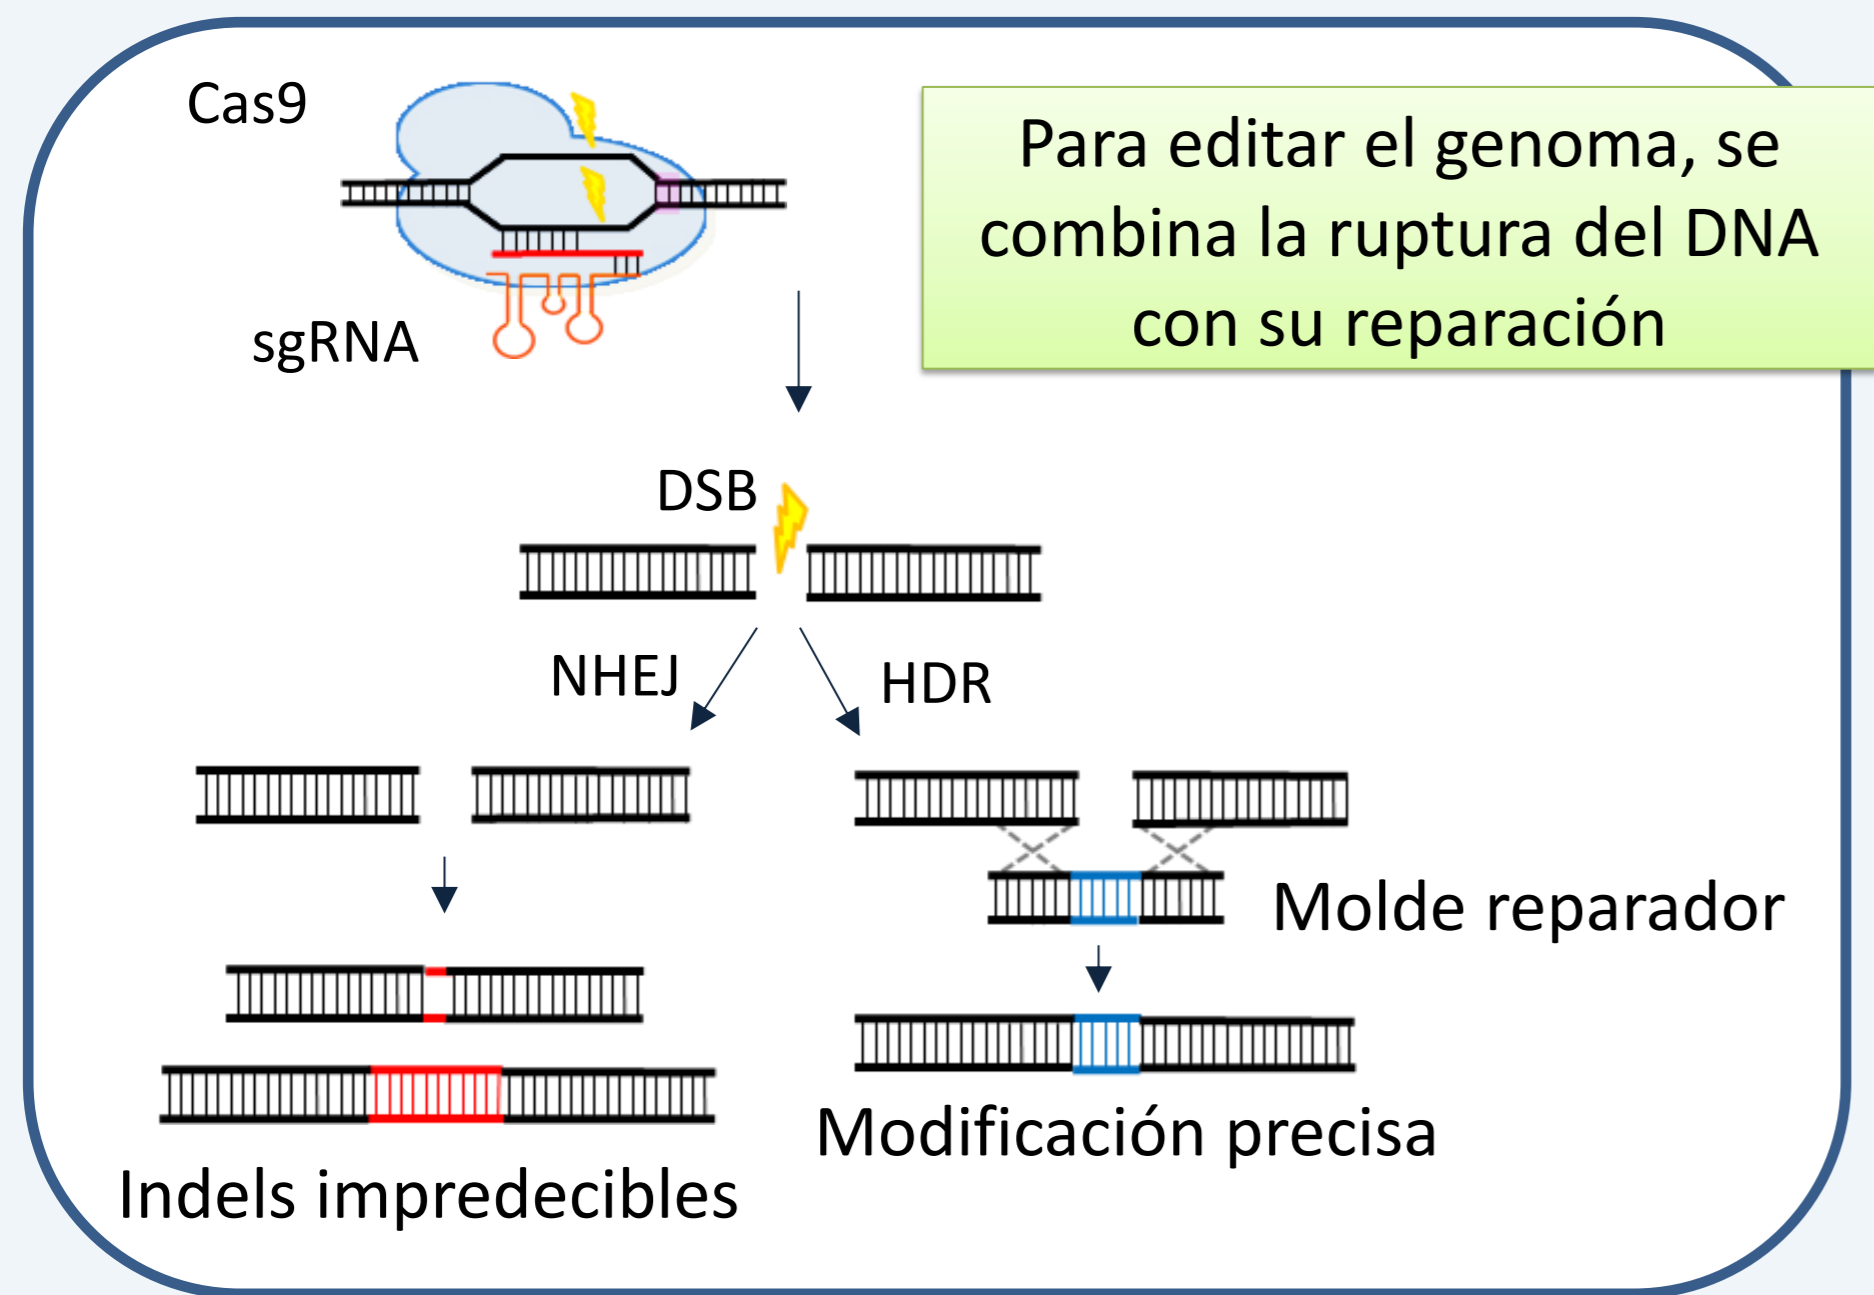 Cas9
Para editar el genoma, se
combina la ruptura del DNA
con su reparación
sgRNA
DSB
NHEJ
HDR
Molde reparador
Modificación precisa
Indels impredecibles